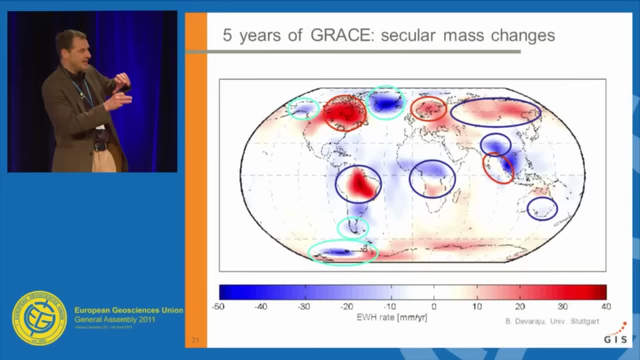 5 years of GRACE: secular mass changes
-50 -40 -30 -20 -10 0 10 20 30 40
EWH rate [mm/yr]
B. Devaraju, Univ. Stuttgart
European Geosciences Union
General Assembly 2011
21
GIS